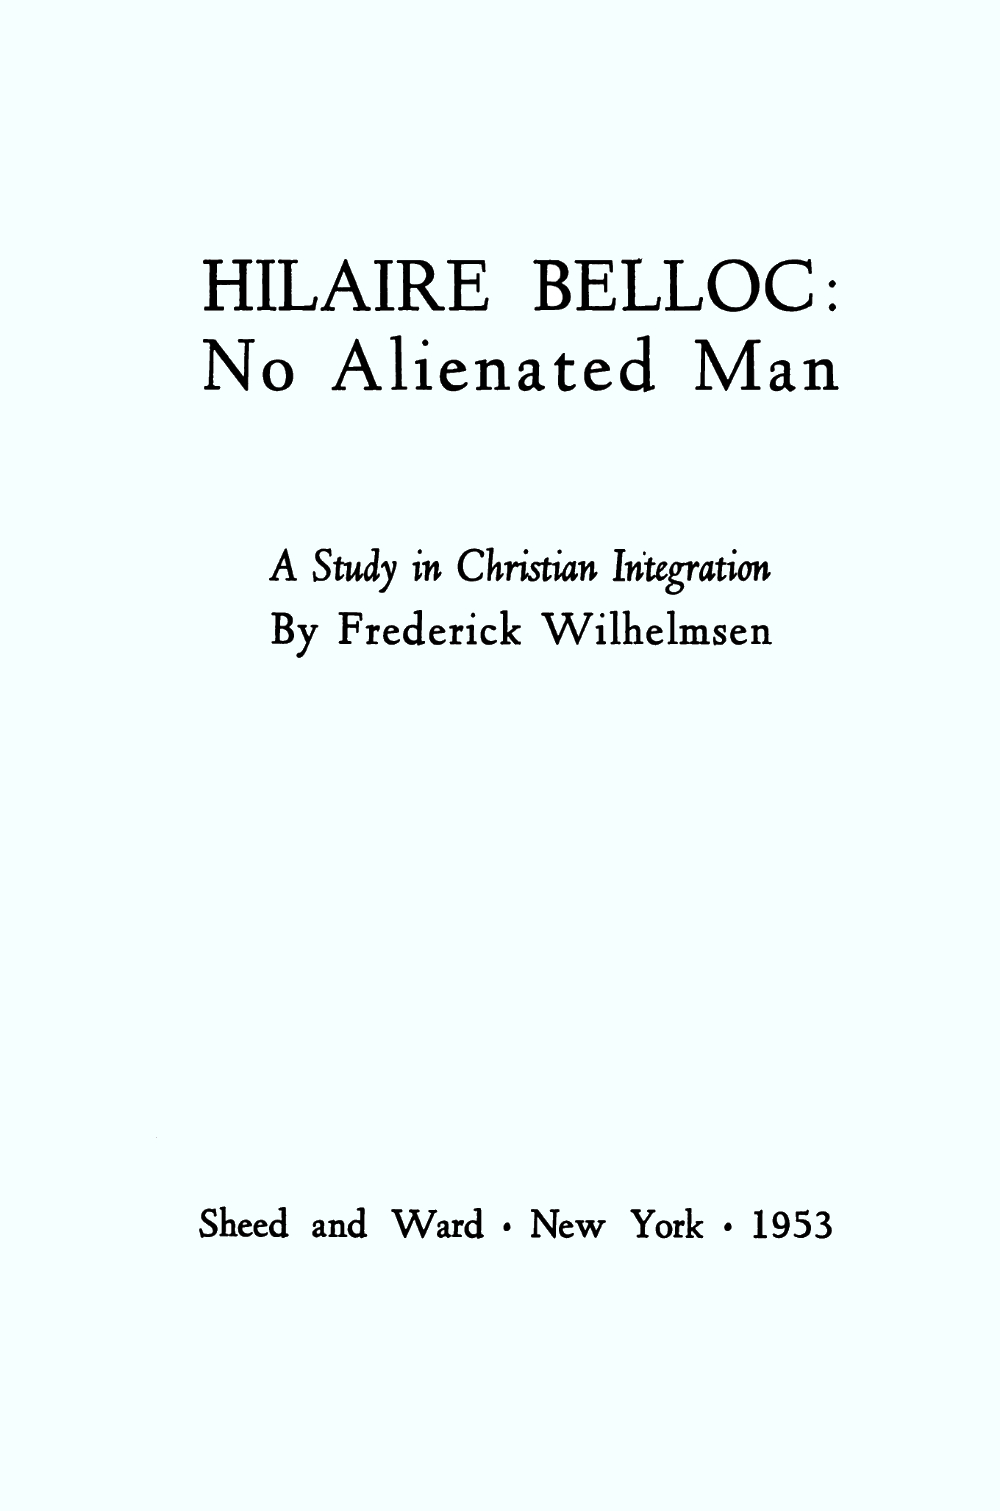 HILAIRE BELLOC:
No Alienated Man
A Study in Christian Integration
By Frederick Wilhelmsen
Sheed and Ward • New York • 1953